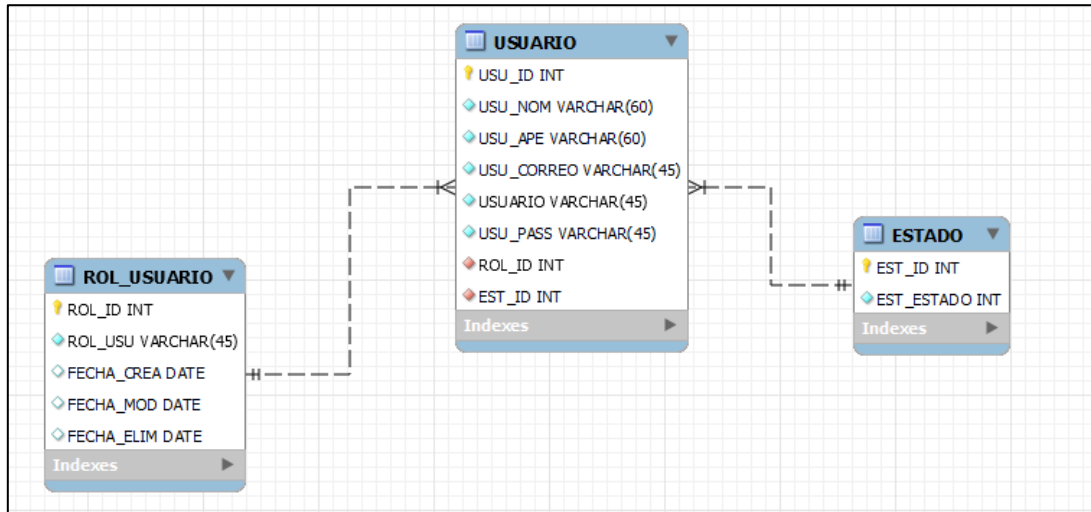 USUARIO
USU_ID INT
USU_NOM VARCHAR(60)
USU_APE VARCHAR(60)
USU_CORREO VARCHAR(45)
USUARIO VARCHAR(45)
USU_PASS VARCHAR(45)
ROL_ID INT
EST_ID INT
Indexes
ROL_USUARIO
ROL_ID INT
ROL_USU VARCHAR(45)
FECHA_CREA DATE
FECHA_MOD DATE
FECHA_ELIM DATE
Indexes
ESTADO
EST_ID INT
EST_ESTADO INT
Indexes